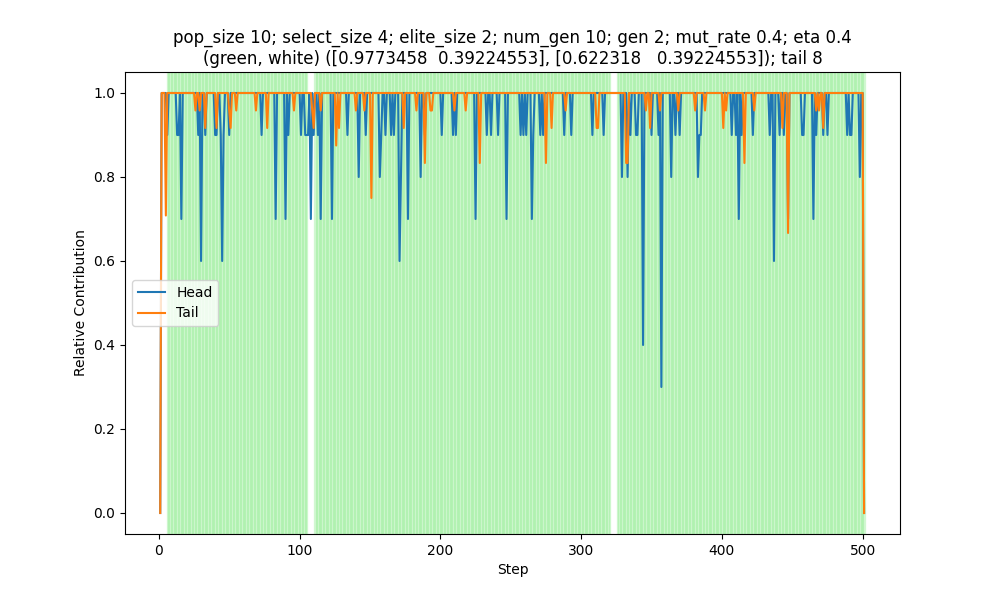 pop_size 10; select_size 4; elite_size 2; num_gen 10; gen 2; mut_rate 0.4; eta 0.4
(green, white) ([0.9773458  0.39224553], [0.622318   0.39224553]); tail 8
1.0
0.8
0.6
0.4
0.2
0.0
Relative Contribution
Head
Tail
0
100
200
300
400
500
Step